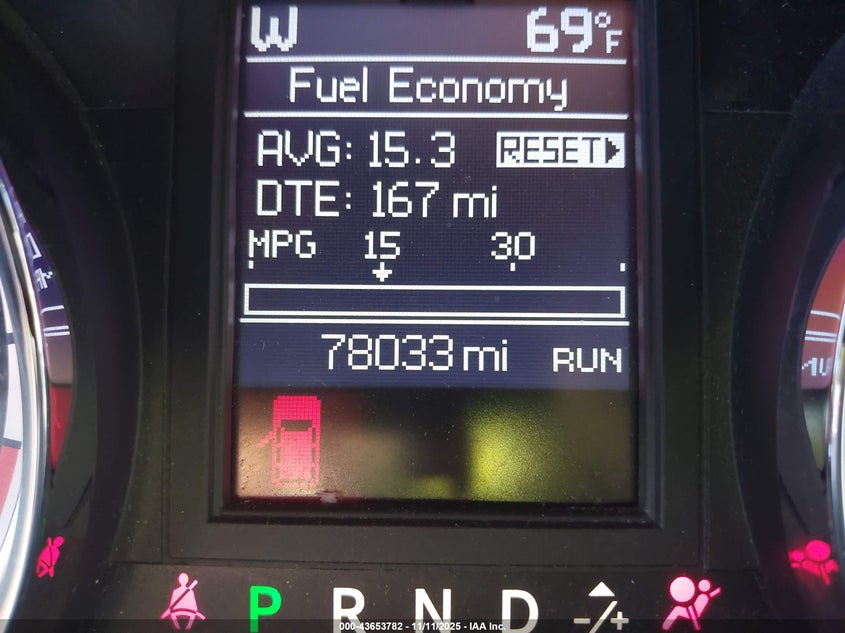 W 69°F
Fuel Economy
AVG: 15.3 RESET
DTE: 167 mi
MPG 15 30
78033 mi RUN
P R N D -/+
000-43653782 - 11/11/2025 - IAA Inc.